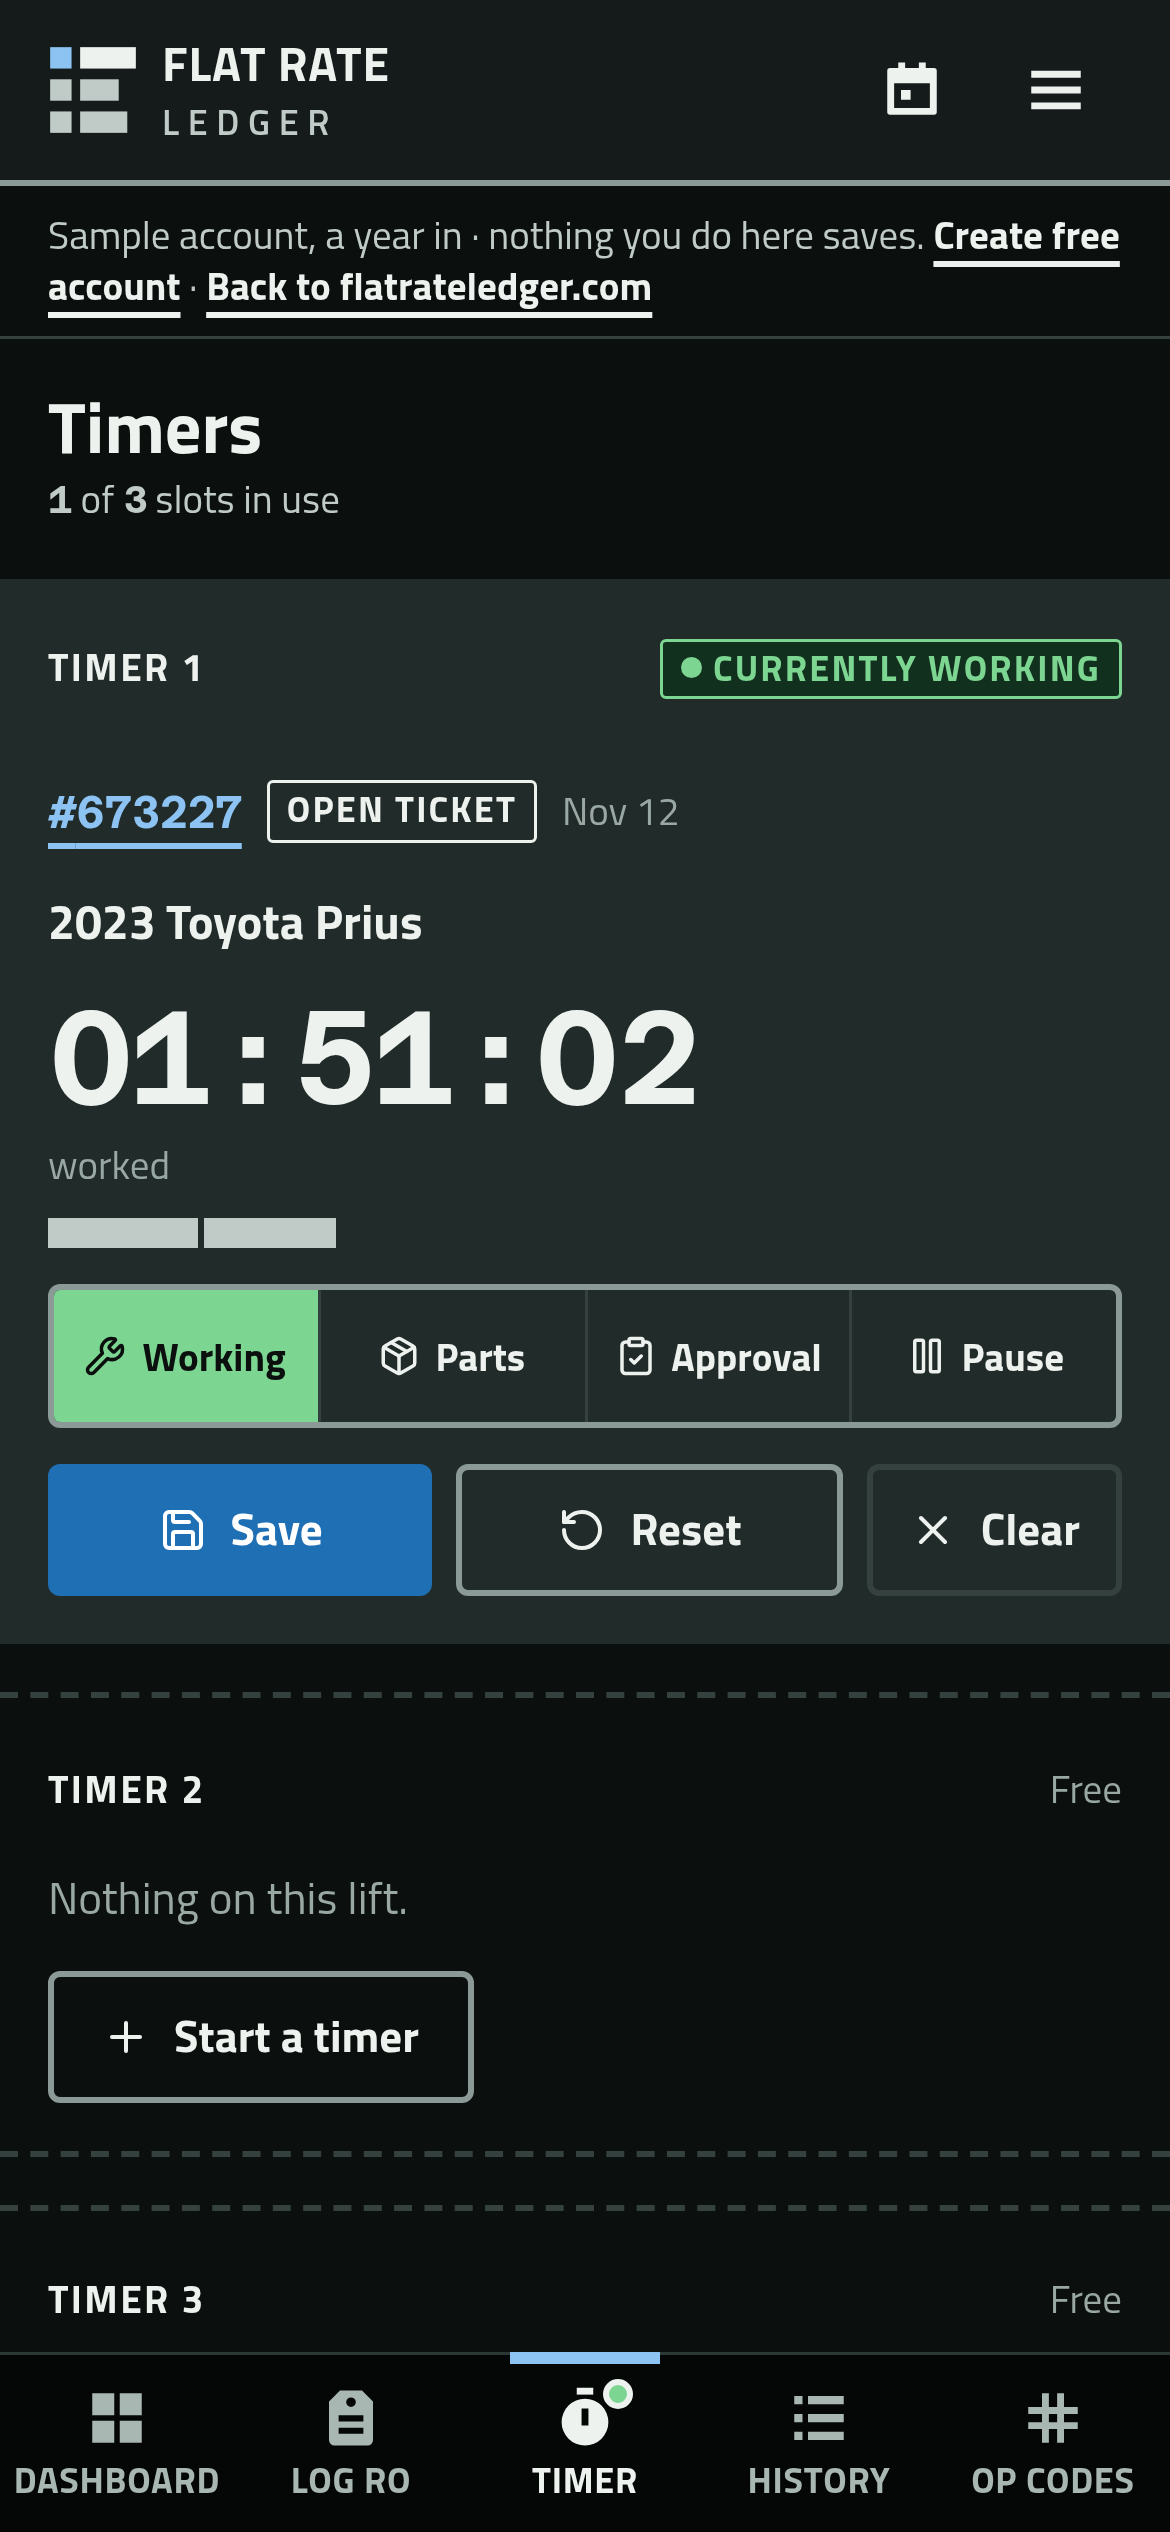 FLAT RATE
LEDGER
Sample account, a year in · nothing you do here saves. Create free
account · Back to flatrateledger.com
Timers
1 of 3 slots in use
TIMER 1
CURRENTLY WORKING
#673227 OPEN TICKET Nov 12
2023 Toyota Prius
01:51:02
worked
Working Parts Approval Pause
Save Reset Clear
TIMER 2 Free
Nothing on this lift.
Start a timer
TIMER 3 Free
DASHBOARD LOG RO TIMER HISTORY OP CODES